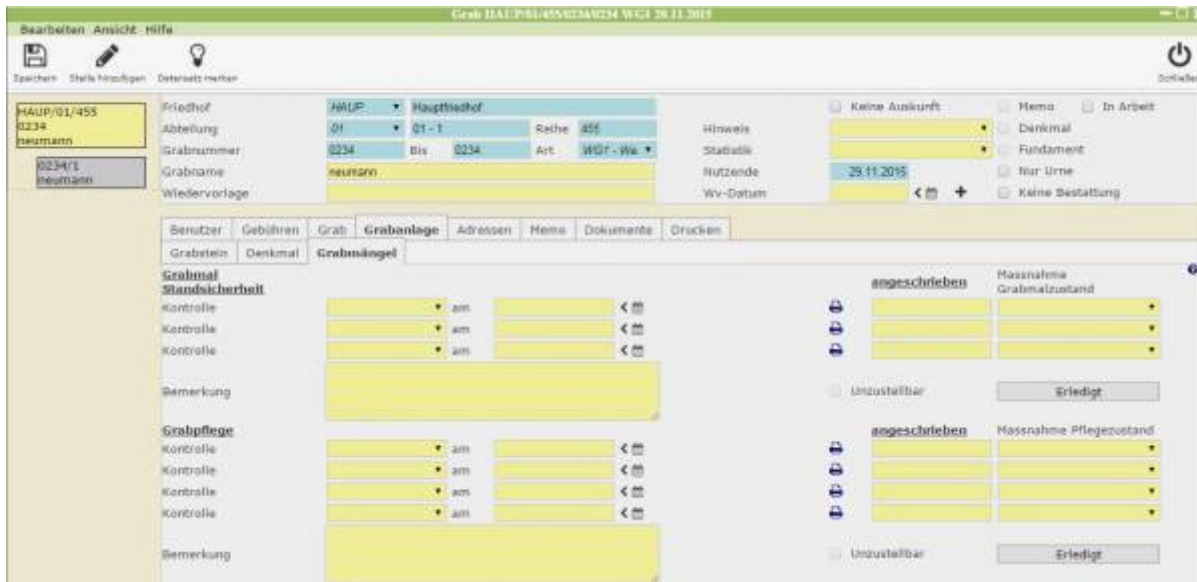 Grab HAUP/01/455/0234/0234 WG1 29.11.2015
Bearbeiten Ansicht Hilfe
Speichern Stelle hinzufügen Datensatz merken Schließen
HAUP/01/455
0234
neumann
0234/1
neumann
Friedhof HAUP Hauptfriedhof Keine Auskunft Memo In Arbeit
Abteilung 01 01 - 1 Reihe 455 Hinweis Denkmal
Grabnummer 0234 Bis 0234 Art WG1 - Wa Statistik Fundament
Grabname neumann Nutzende 29.11.2015 Nur Urne
Wiedervorlage Wv-Datum Keine Bestattung
Benutzer Gebühren Grab Grabanlage Adressen Memo Dokumente Drucken
Grabstein Denkmal Grabmängel
Grabmal Standsicherheit angeschrieben Massnahme Grabmalzustand
Kontrolle am
Kontrolle am
Kontrolle am
Bemerkung Unzustellbar Erledigt
Grabpflege angeschrieben Massnahme Pflegezustand
Kontrolle am
Kontrolle am
Kontrolle am
Kontrolle am
Bemerkung Unzustellbar Erledigt